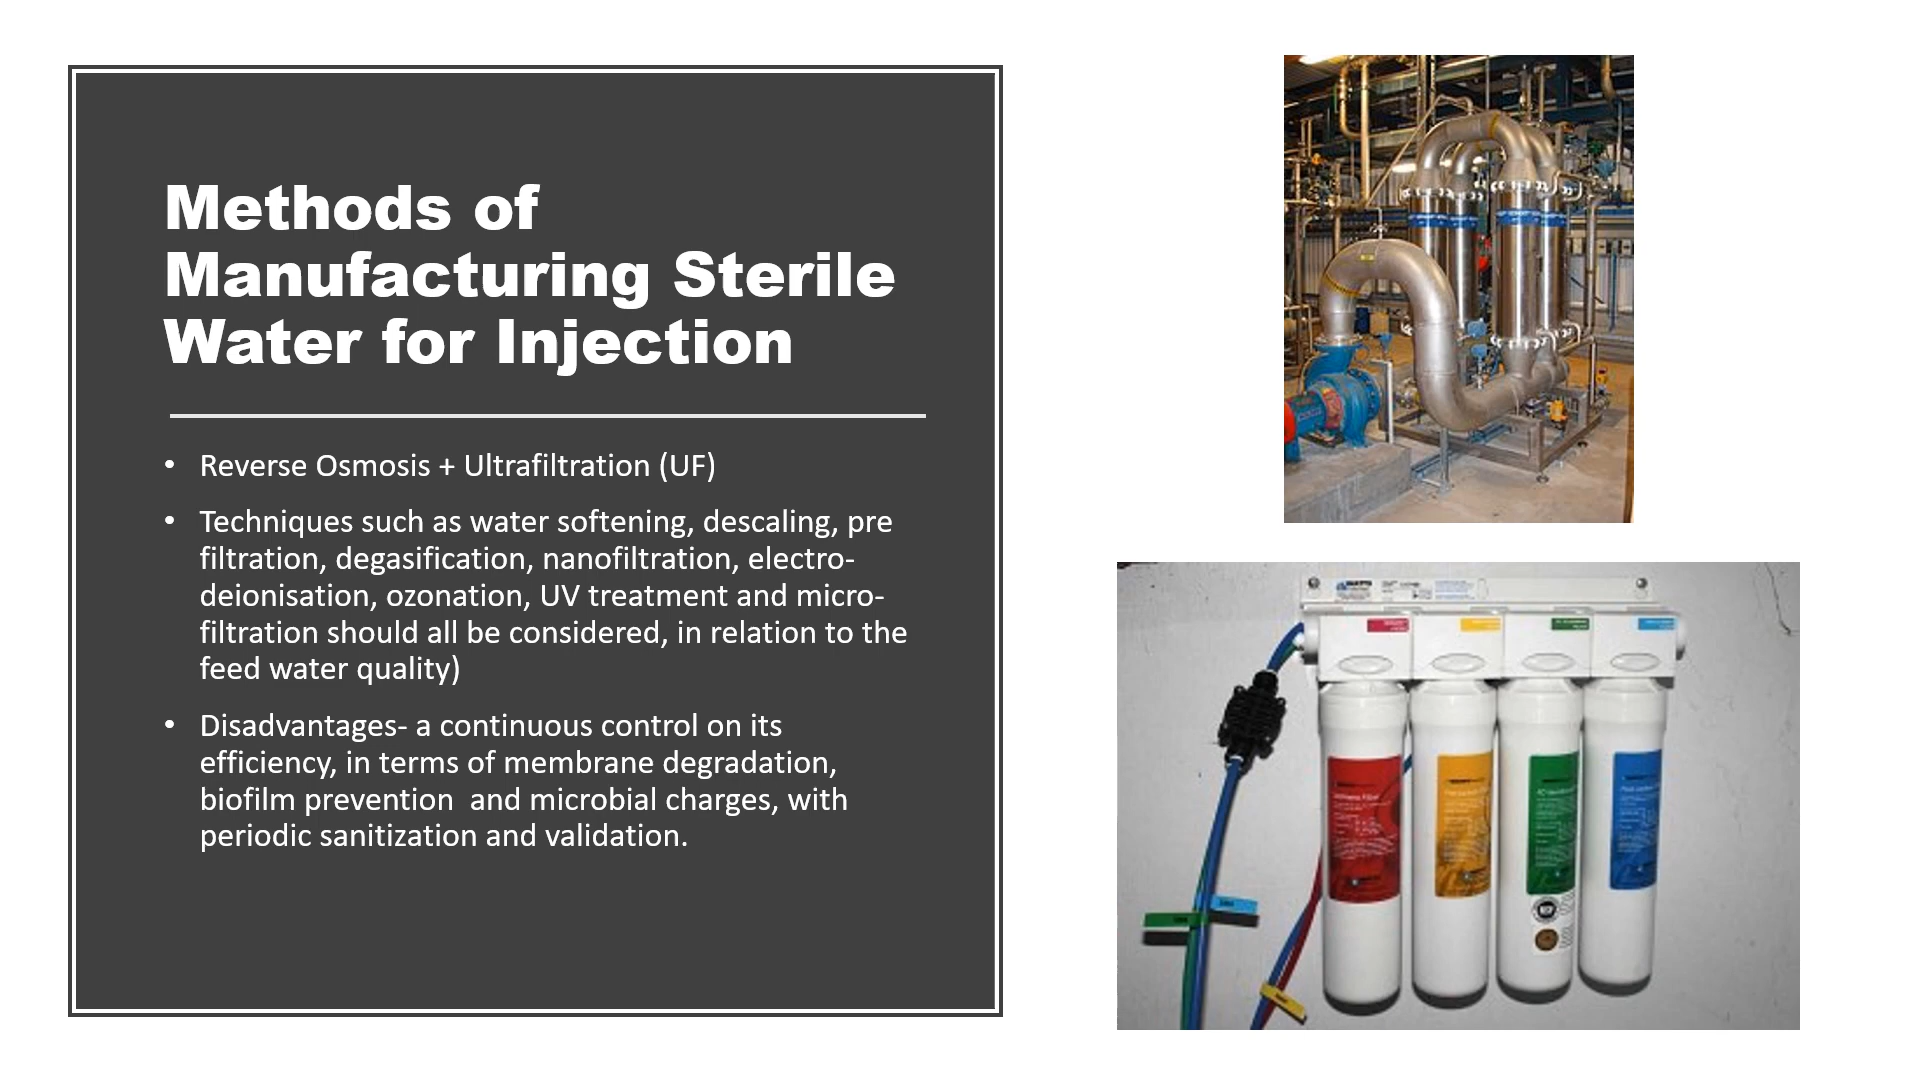 Methods of
Manufacturing Sterile
Water for Injection
• Reverse Osmosis + Ultrafiltration (UF)
• Techniques such as water softening, descaling, pre
filtration, degasification, nanofiltration, electro-
deionisation, ozonation, UV treatment and micro-
filtration should all be considered, in relation to the
feed water quality)
• Disadvantages- a continuous control on its
efficiency, in terms of membrane degradation,
biofilm prevention  and microbial charges, with
periodic sanitization and validation.